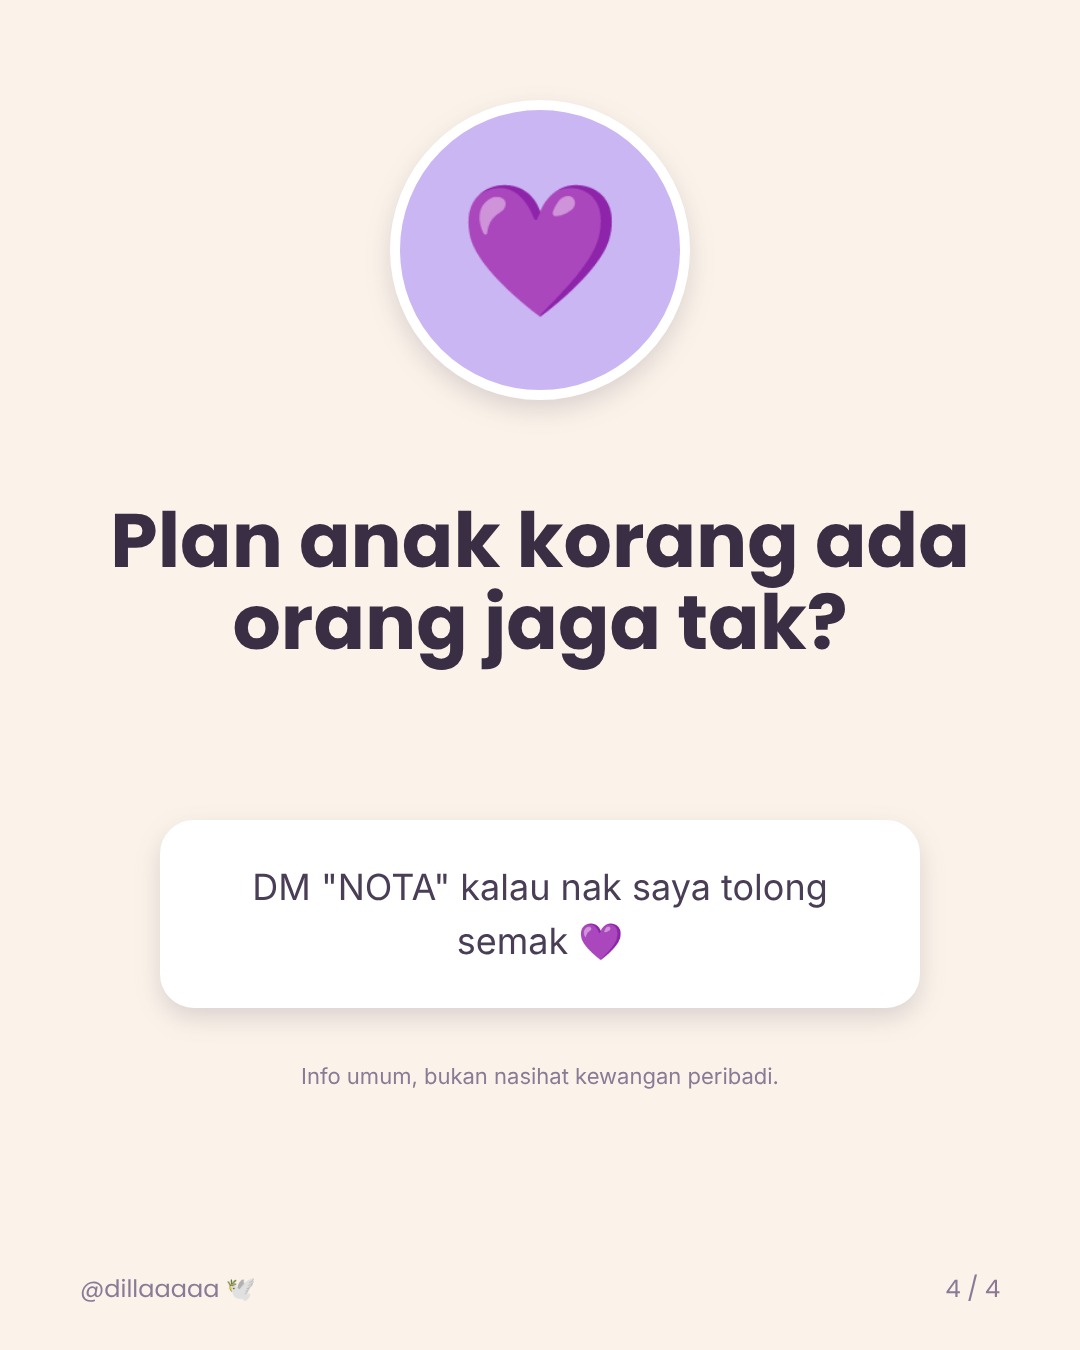 Plan anak korang ada
orang jaga tak?
DM "NOTA" kalau nak saya tolong
semak 💜
Info umum, bukan nasihat kewangan peribadi.
@dillaaaaa 🕊️
4 / 4